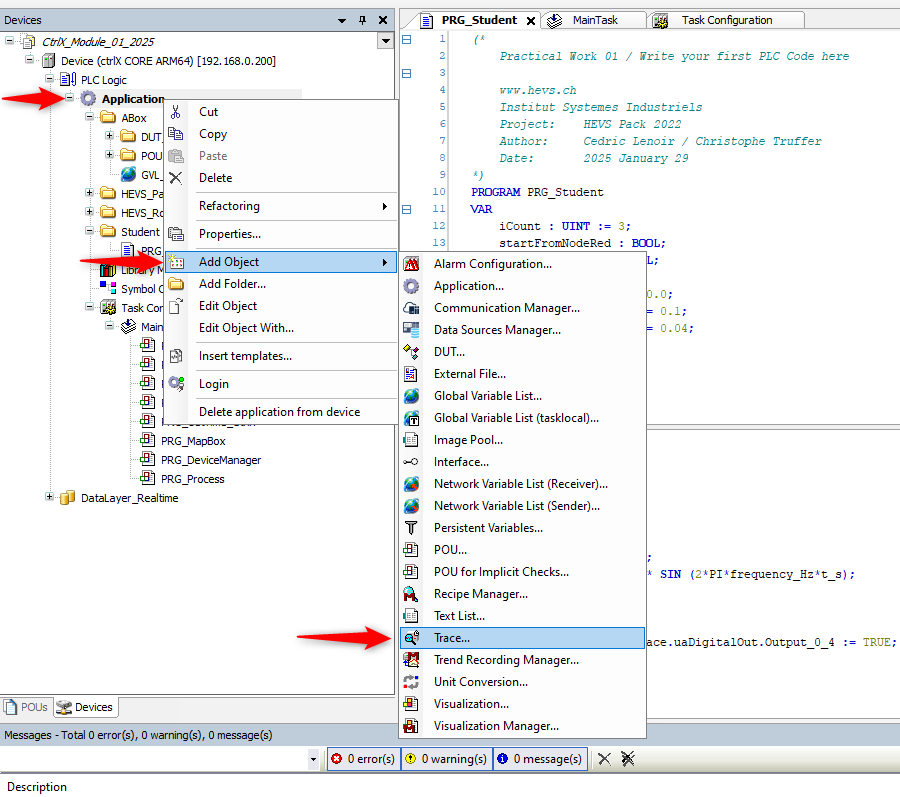 Devices
CtrlX_Module_01_2025
Device (ctrlX CORE ARM64) [192.168.0.200]
PLC Logic
Application
ABox
DUT_
POU
GVL_
HEVS_Pa
HEVS_Ro
Student
PRG_
Library M
Symbol C
Task Con
Main
PRG_MapBox
PRG_DeviceManager
PRG_Process
DataLayer_Realtime
Cut
Copy
Paste
Delete
Refactoring
Properties...
Add Object
Add Folder...
Edit Object
Edit Object With...
Insert templates...
Login
Delete application from device
Alarm Configuration...
Application...
Communication Manager...
Data Sources Manager...
DUT...
External File...
Global Variable List...
Global Variable List (tasklocal)...
Image Pool...
Interface...
Network Variable List (Receiver)...
Network Variable List (Sender)...
Persistent Variables...
POU...
POU for Implicit Checks...
Recipe Manager...
Text List...
Trace...
Trend Recording Manager...
Unit Conversion...
Visualization...
Visualization Manager...
PRG_Student MainTask Task Configuration
1 (*
2 Practical Work 01 / Write your first PLC Code here
3
4 www.hevs.ch
5 Institut Systemes Industriels
6 Project: HEVS Pack 2022
7 Author: Cedric Lenoir / Christophe Truffer
8 Date: 2025 January 29
9 *)
10 PROGRAM PRG_Student
11 VAR
12 iCount : UINT := 3;
13 startFromNodeRed : BOOL;
L;
0.0;
= 0.1;
= 0.04;
;
* SIN (2*PI*frequency_Hz*t_s);
ace.uaDigitalOut.Output_0_4 := TRUE;
POUs Devices
Messages - Total 0 error(s), 0 warning(s), 0 message(s)
0 error(s) 0 warning(s) 0 message(s)
Description